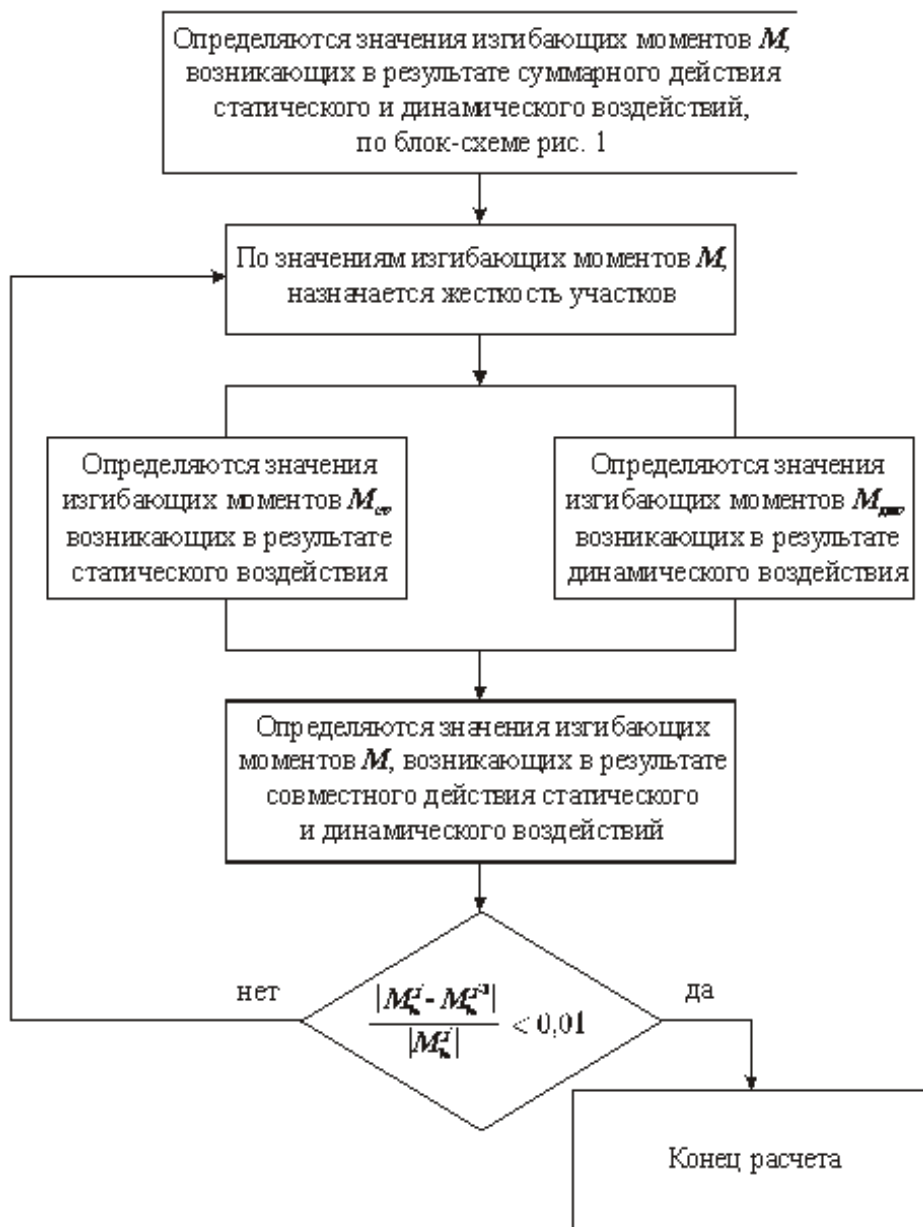 Определяются значения изгибающих моментов M,
возникающих в результате суммарного действия
статического и динамического воздействий,
по блок-схеме рис. 1
По значениям изгибающих моментов M,
назначается жесткость участков
Определяются значения
изгибающих моментов M
возникающих в результате
статического воздействия
Определяются значения
изгибающих моментов M
возникающих в результате
динамического воздействия
Определяются значения изгибающих
моментов M, возникающих в результате
совместного действия статического
и динамического воздействий
нет
да
|M - M|
|M|
< 0,01
Конец расчета